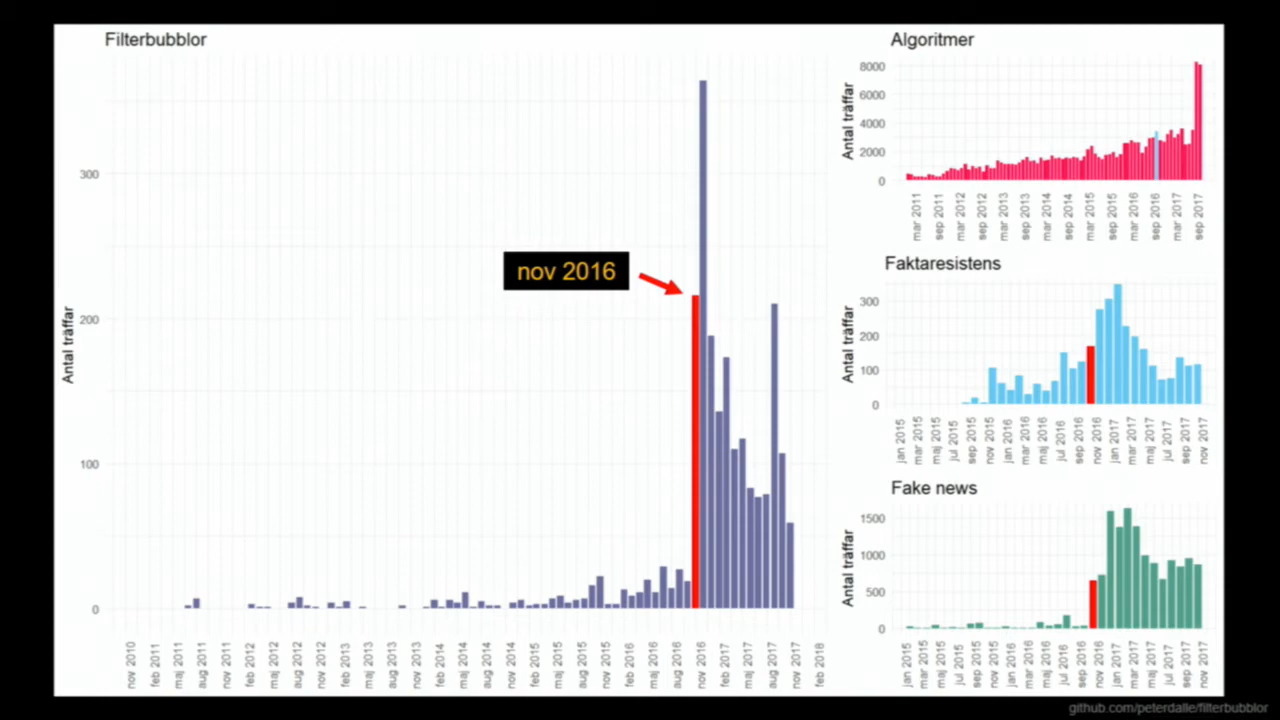 Filterbubblor
Antal träffar
300
200
100
0
nov 2016
nov 2010
feb 2011
maj 2011
aug 2011
nov 2011
feb 2012
maj 2012
aug 2012
nov 2012
feb 2013
maj 2013
aug 2013
nov 2013
feb 2014
maj 2014
aug 2014
nov 2014
feb 2015
maj 2015
aug 2015
nov 2015
feb 2016
maj 2016
aug 2016
nov 2016
feb 2017
maj 2017
aug 2017
nov 2017
feb 2018
Algoritmer
Antal träffar
8000
6000
4000
2000
0
mar 2011
sep 2011
mar 2012
sep 2012
mar 2013
sep 2013
mar 2014
sep 2014
mar 2015
sep 2015
mar 2016
sep 2016
mar 2017
sep 2017
Faktaresistens
Antal träffar
300
200
100
0
jan 2015
mar 2015
maj 2015
jul 2015
sep 2015
nov 2015
jan 2016
mar 2016
maj 2016
jul 2016
sep 2016
nov 2016
jan 2017
mar 2017
maj 2017
jul 2017
sep 2017
nov 2017
Fake news
Antal träffar
1500
1000
500
0
jan 2015
mar 2015
maj 2015
jul 2015
sep 2015
nov 2015
jan 2016
mar 2016
maj 2016
jul 2016
sep 2016
nov 2016
jan 2017
mar 2017
maj 2017
jul 2017
sep 2017
nov 2017
github.com/peterdalle/filterbubblor